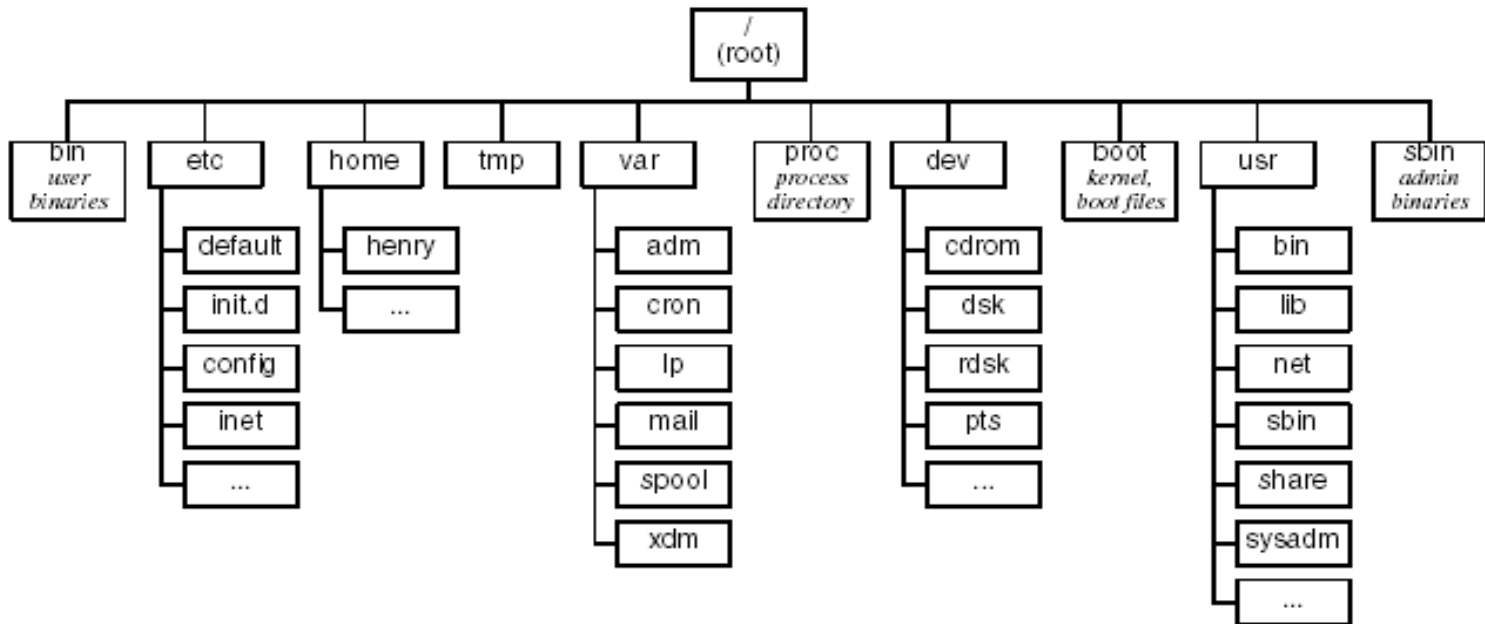 /
(root)
bin
user
binaries
etc
home
tmp
var
proc
process
directory
dev
boot
kernel,
boot files
usr
sbin
admin
binaries
default
init.d
config
inet
...
henry
...
adm
cron
lp
mail
spool
xdm
cdrom
dsk
rdsk
pts
...
bin
lib
net
sbin
share
sysadm
...